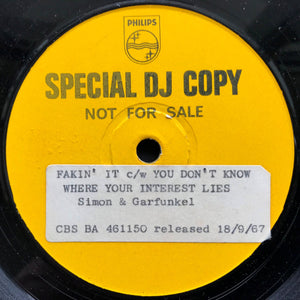 PHILIPS
SPECIAL DJ COPY
NOT FOR SALE
FAKIN' IT c/w YOU DON'T KNOW
WHERE YOUR INTEREST LIES
Simon & Garfunkel
CBS BA 461150 released 18/9/67